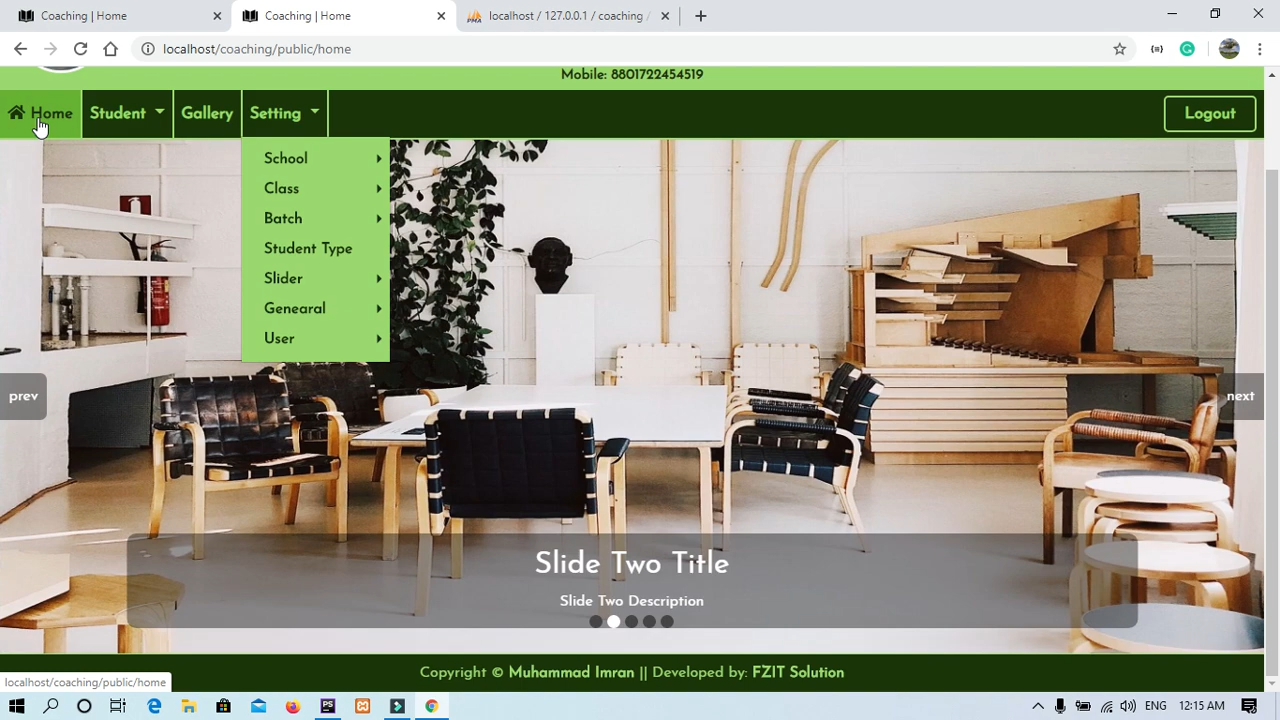 Coaching | Home
Coaching | Home
localhost / 127.0.0.1 / coaching /
localhost/coaching/public/home
Mobile: 8801722454519
Home
Student
Gallery
Setting
Logout
School
Class
Batch
Student Type
Slider
Genearal
User
prev
next
Slide Two Title
Slide Two Description
Copyright © Muhammad Imran || Developed by: FZIT Solution
localhost/coaching/public/home
ENG
12:15 AM